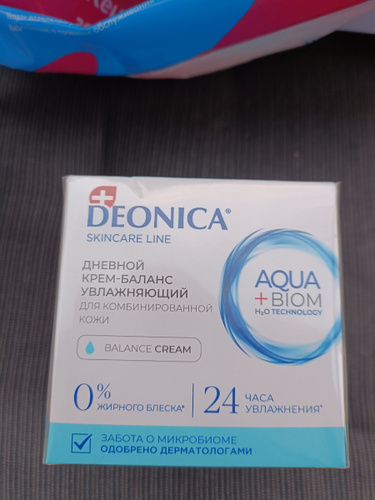 DEONICA®
SKINCARE LINE
ДНЕВНОЙ
КРЕМ-БАЛАНС
УВЛАЖНЯЮЩИЙ
ДЛЯ КОМБИНИРОВАННОЙ
КОЖИ
BALANCE CREAM
AQUA
+BIOM
H₂O TECHNOLOGY
0% ЖИРНОГО БЛЕСКА*
24 ЧАСА
УВЛАЖНЕНИЯ*
ЗАБОТА О МИКРОБИОМЕ
ОДОБРЕНО ДЕРМАТОЛОГАМИ